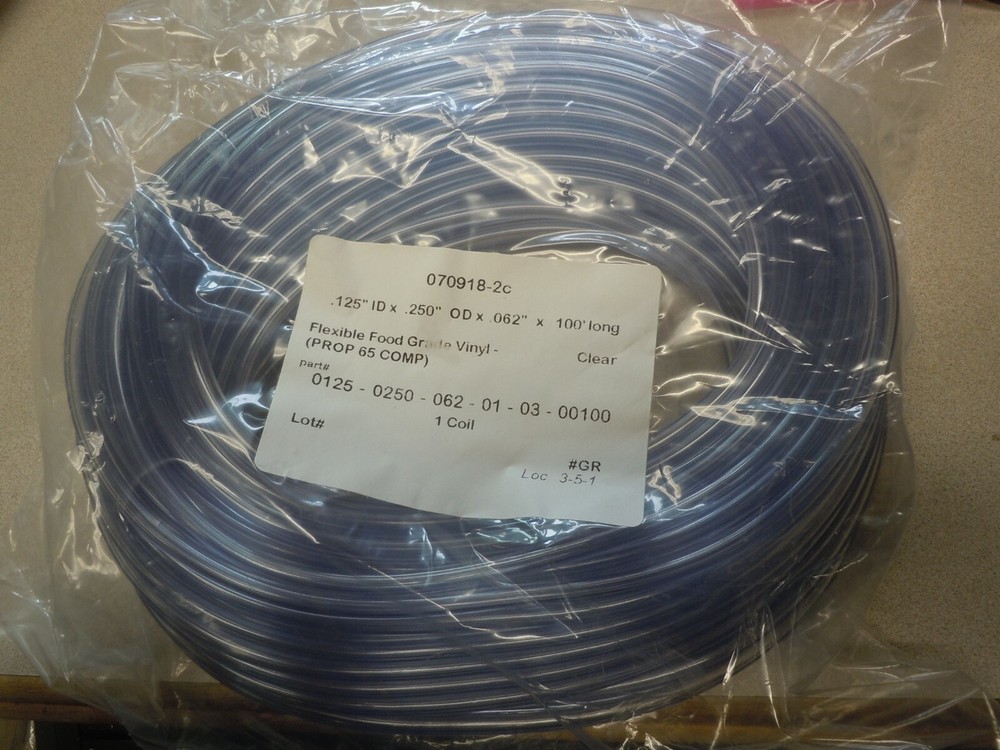 070918-2c
.125" ID x .250" OD x .062" x 100' long
Flexible Food Grade Vinyl - Clear
(PROP 65 COMP)
part#
0125 - 0250 - 062 - 01 - 03 - 00100
Lot# 1 Coil
#GR
Loc 3-5-1